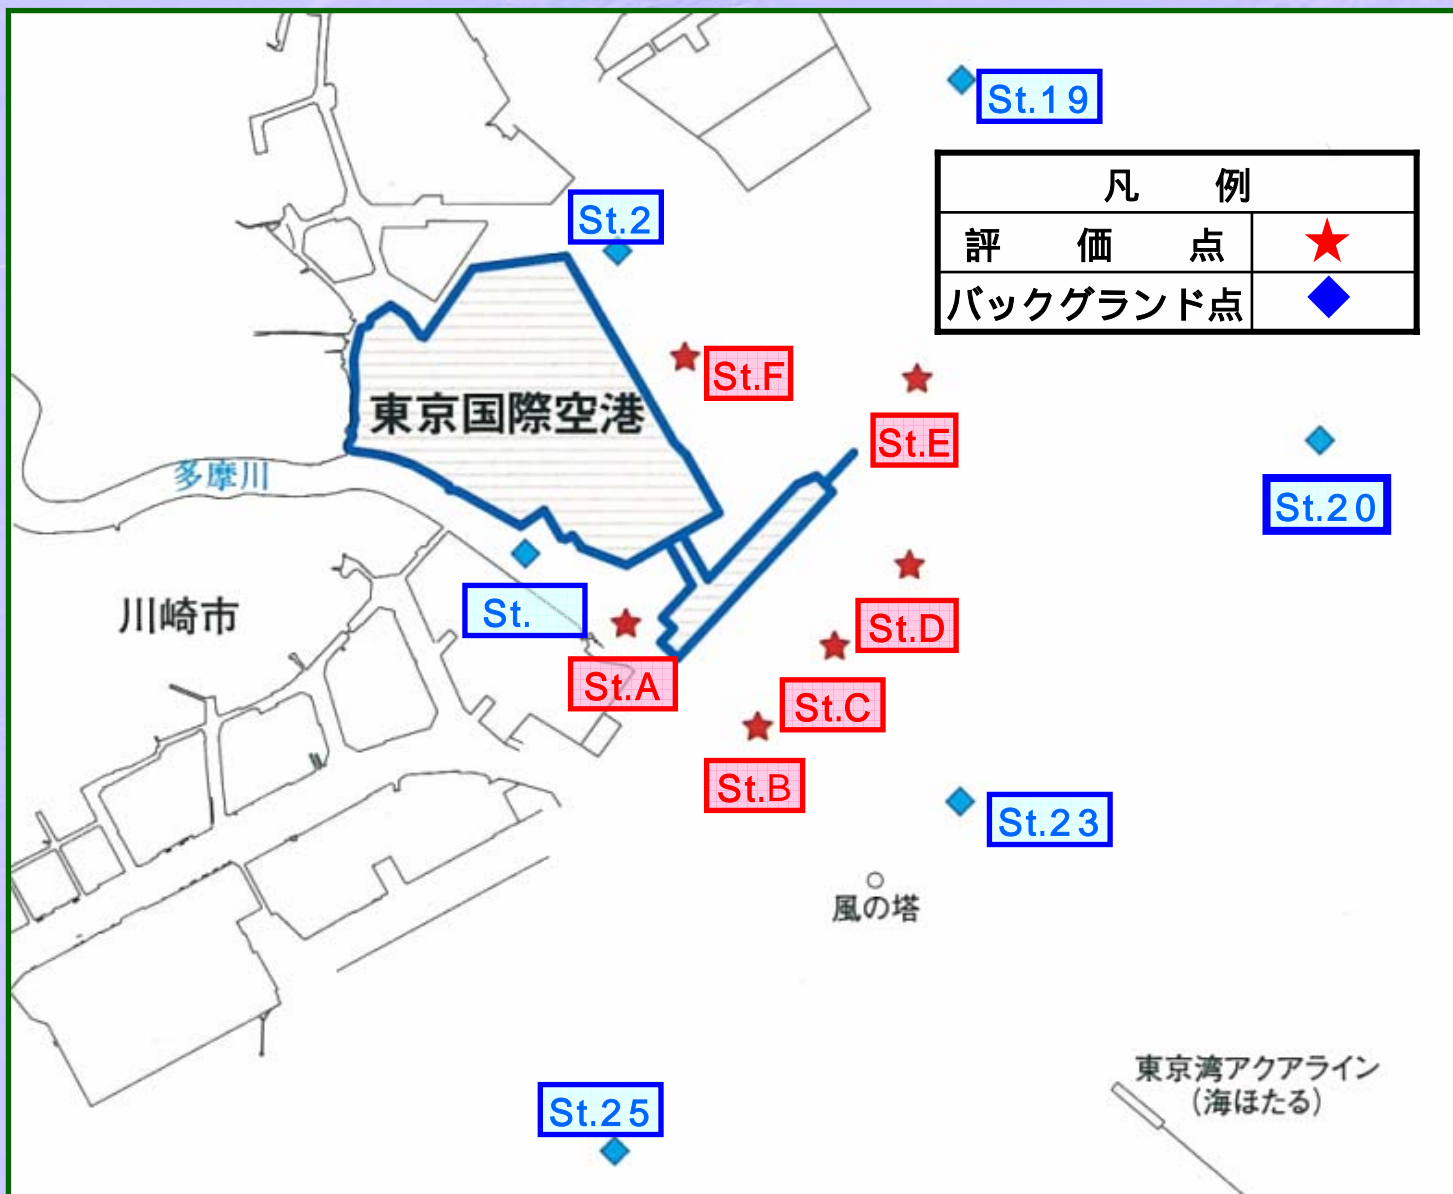 St.19
凡 例
評 価 点
バックグランド点
St.2
St.F
東京国際空港
St.E
多摩川
St.20
川崎市
St.
St.D
St.A
St.C
St.B
St.23
風の塔
東京湾アクアライン
(海ほたる)
St.25